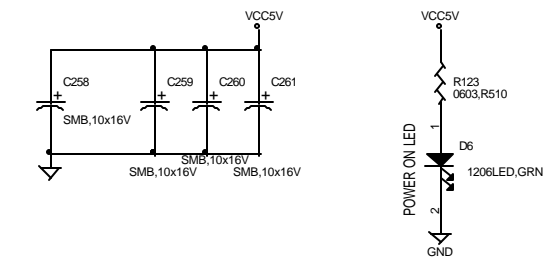 VCC5V
VCC5V
C258
C259
C260
C261
+
+
+
+
SMB,10x16V
SMB,10x16V
SMB,10x16V
SMB,10x16V
R123
0603,R510
1
D6
1206LED,GRN
POWER ON LED
2
GND